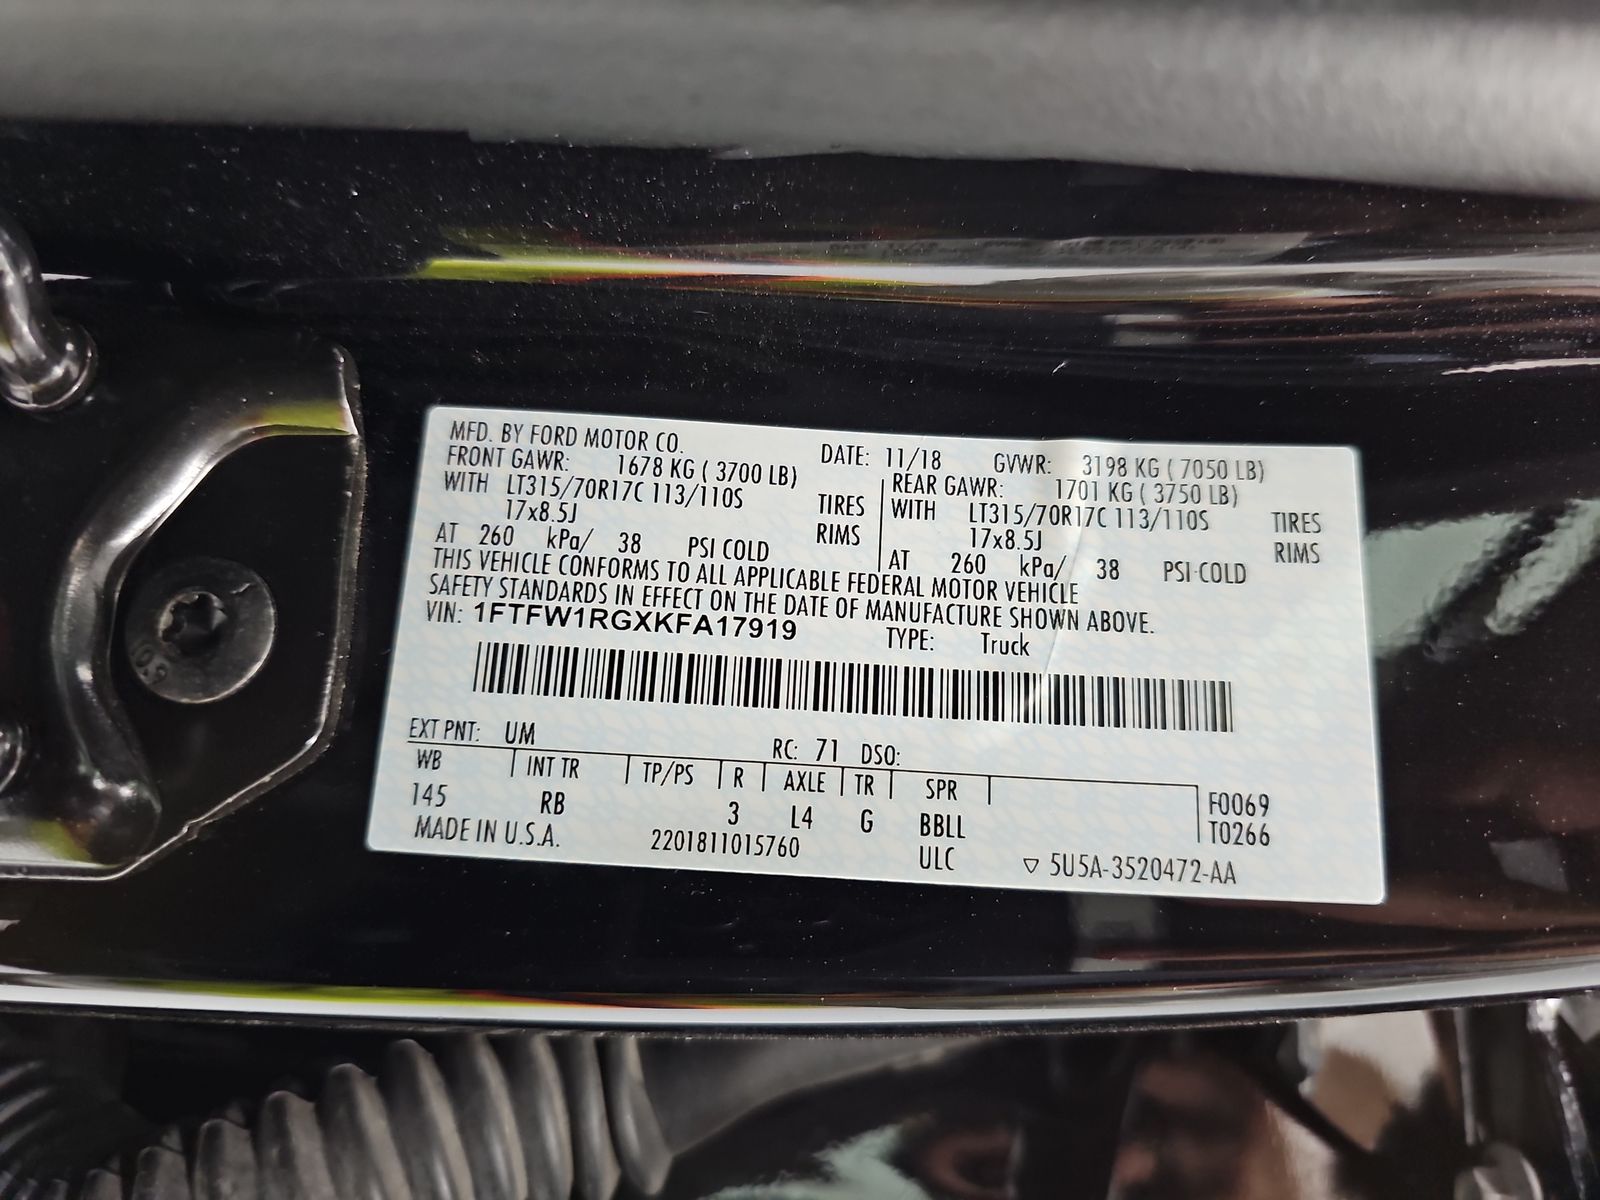 MFD. BY FORD MOTOR CO. DATE: 11/18 GVWR: 3198 KG ( 7050 LB)
FRONT GAWR: 1678 KG ( 3700 LB) REAR GAWR: 1701 KG ( 3750 LB)
WITH LT315/70R17C 113/110S TIRES WITH LT315/70R17C 113/110S TIRES
17x8.5J RIMS 17x8.5J RIMS
AT 260 kPa/ 38 PSI COLD AT 260 kPa/ 38 PSI COLD
THIS VEHICLE CONFORMS TO ALL APPLICABLE FEDERAL MOTOR VEHICLE
SAFETY STANDARDS IN EFFECT ON THE DATE OF MANUFACTURE SHOWN ABOVE.
VIN: 1FTFW1RGXKFA17919 TYPE: Truck
EXT PNT: UM RC: 71 DSO:
WB INT TR TP/PS R AXLE TR SPR
145 RB 3 L4 G BBLL F0069
T0266
MADE IN U.S.A. 2201811015760 ULC ▽ 5U5A-3520472-AA